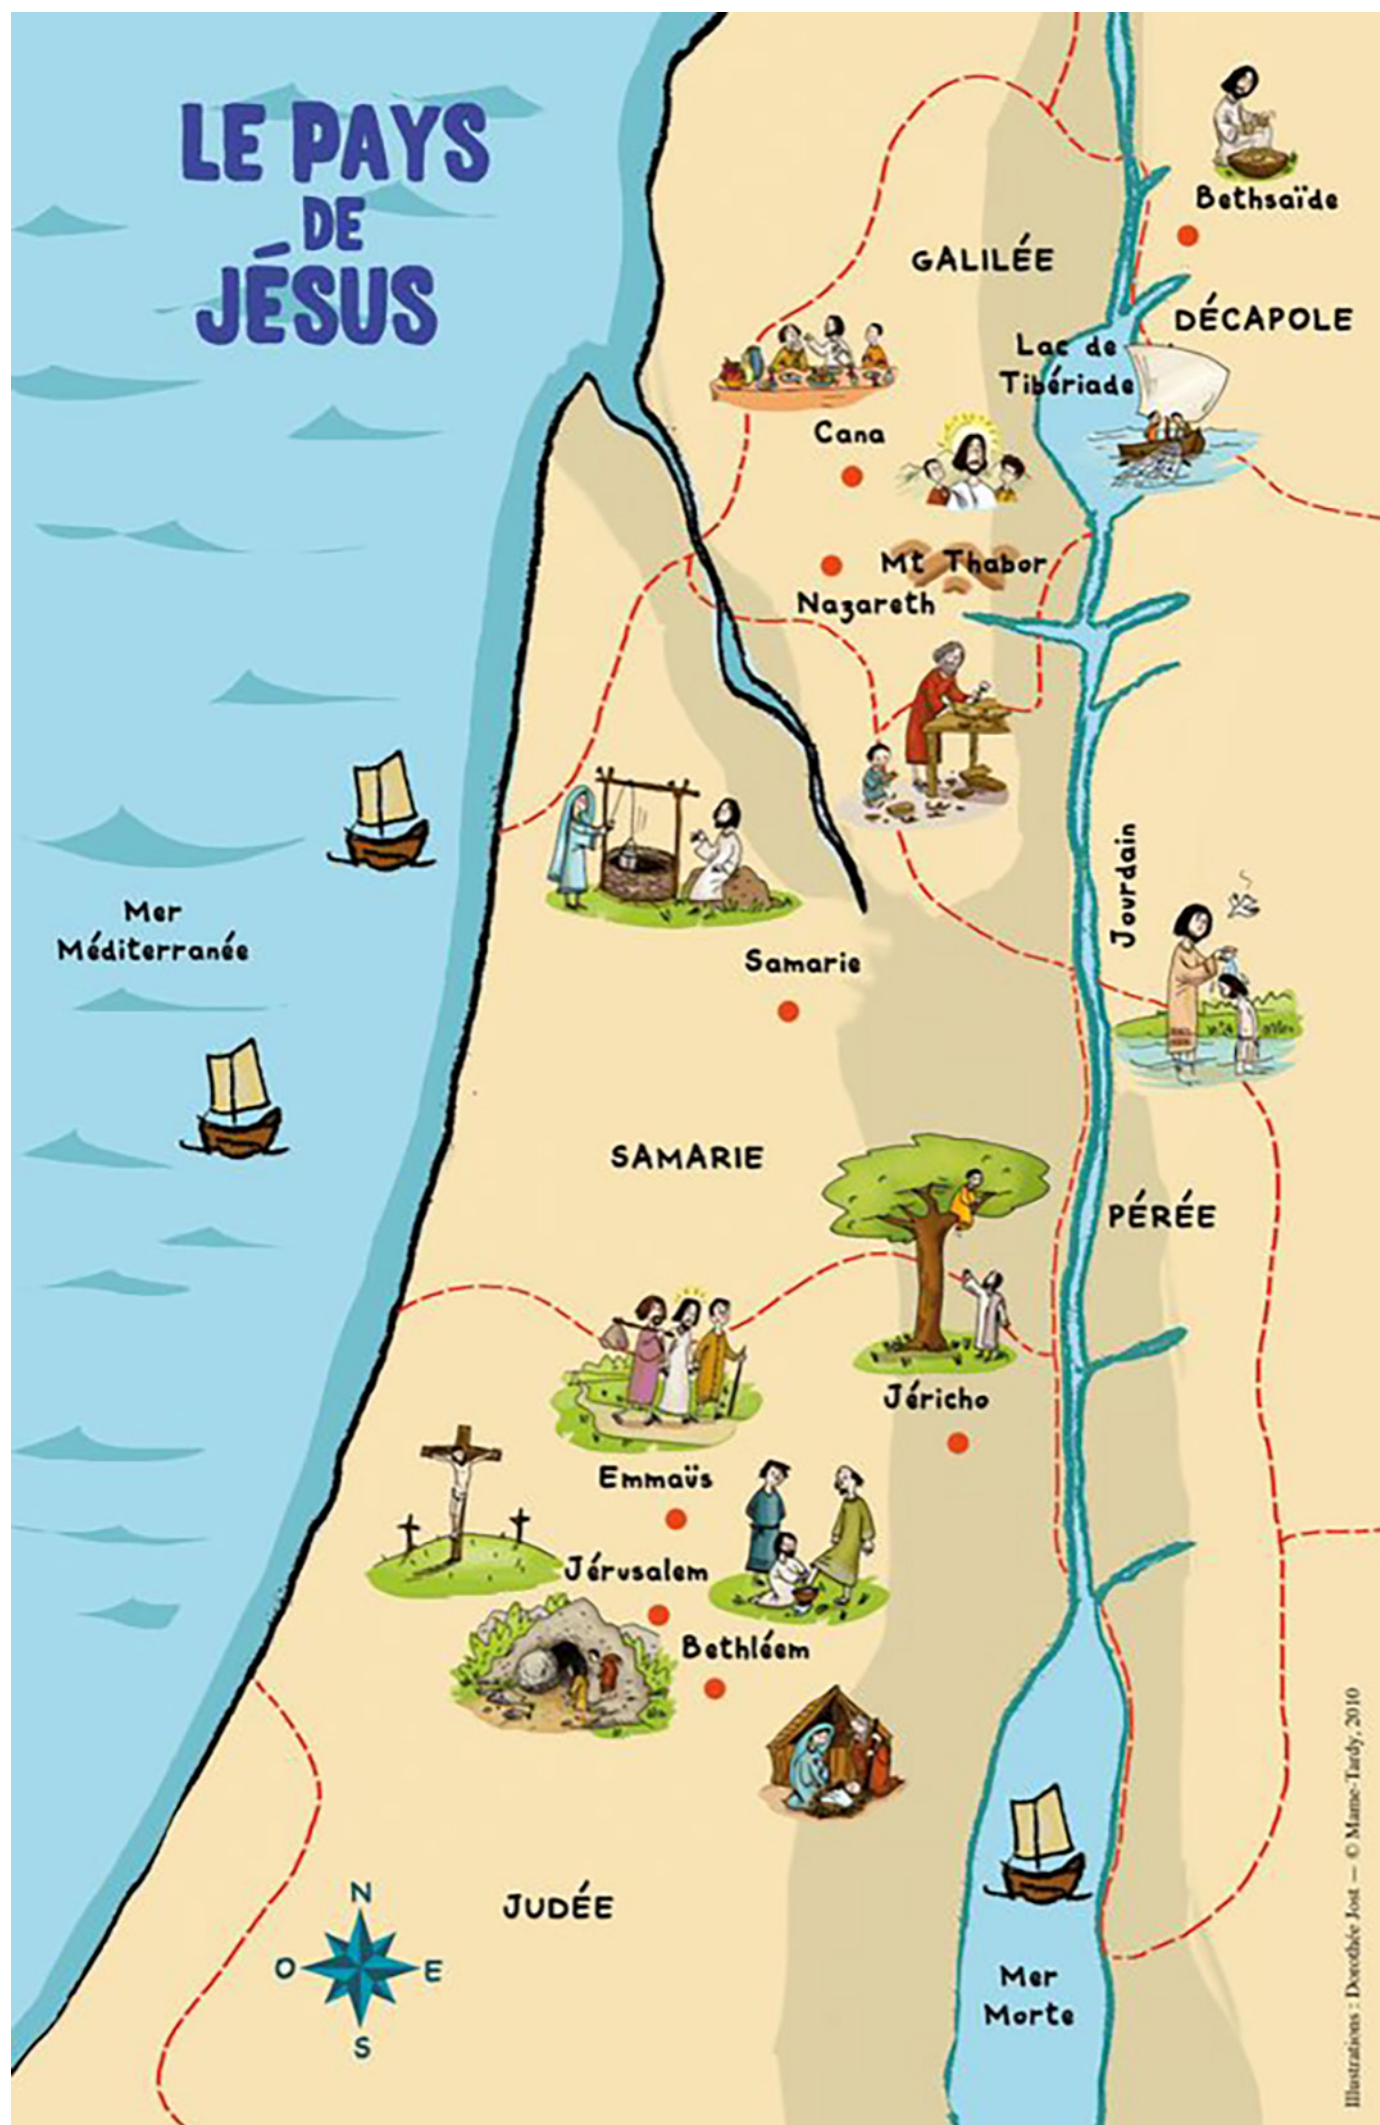 LE PAYS
DE
JÉSUS
Bethsaïde
GALILÉE
DÉCAPOLE
Lac de
Tibériade
Cana
Mt Thabor
Nazareth
Jourdain
Mer
Méditerranée
Samarie
SAMARIE
PÉRÉE
Jéricho
Emmaüs
Jérusalem
Bethléem
JUDÉE
N
O
E
S
Mer
Morte
Illustrations : Dorothée Jost — © Mame-Tardy, 2010